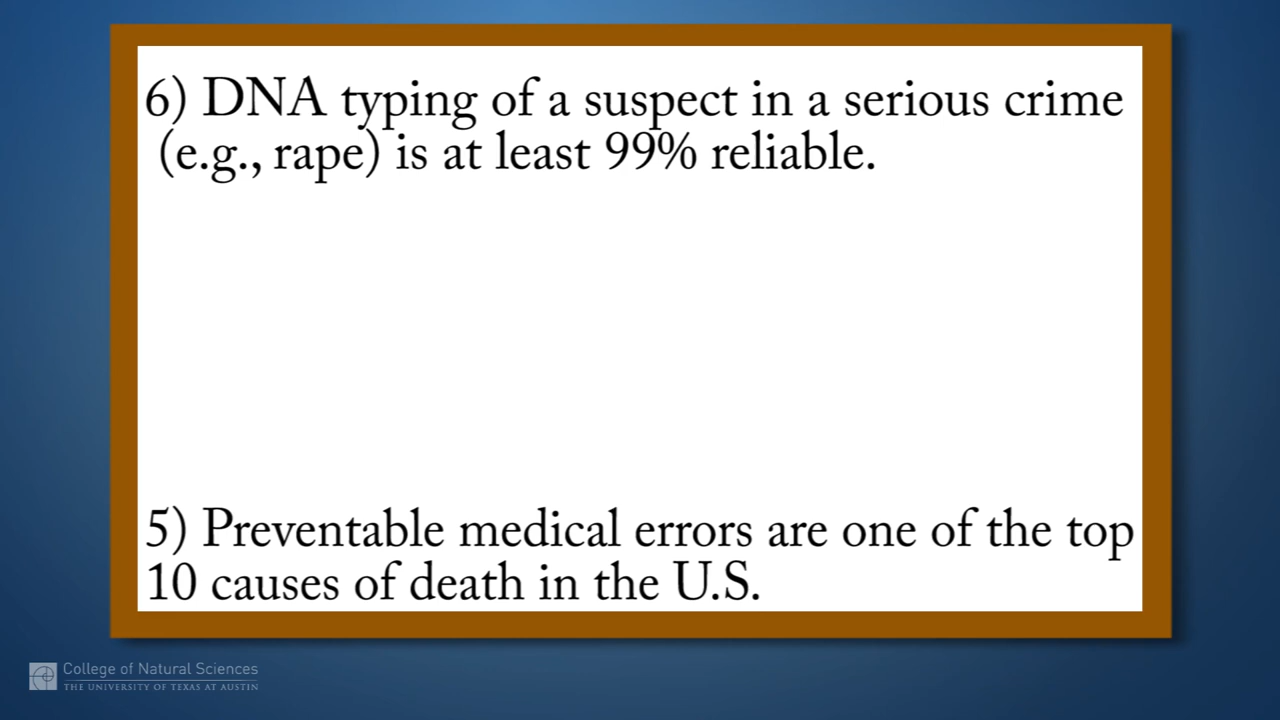 6) DNA typing of a suspect in a serious crime
(e.g., rape) is at least 99% reliable.
5) Preventable medical errors are one of the top
10 causes of death in the U.S.
College of Natural Sciences
THE UNIVERSITY OF TEXAS AT AUSTIN